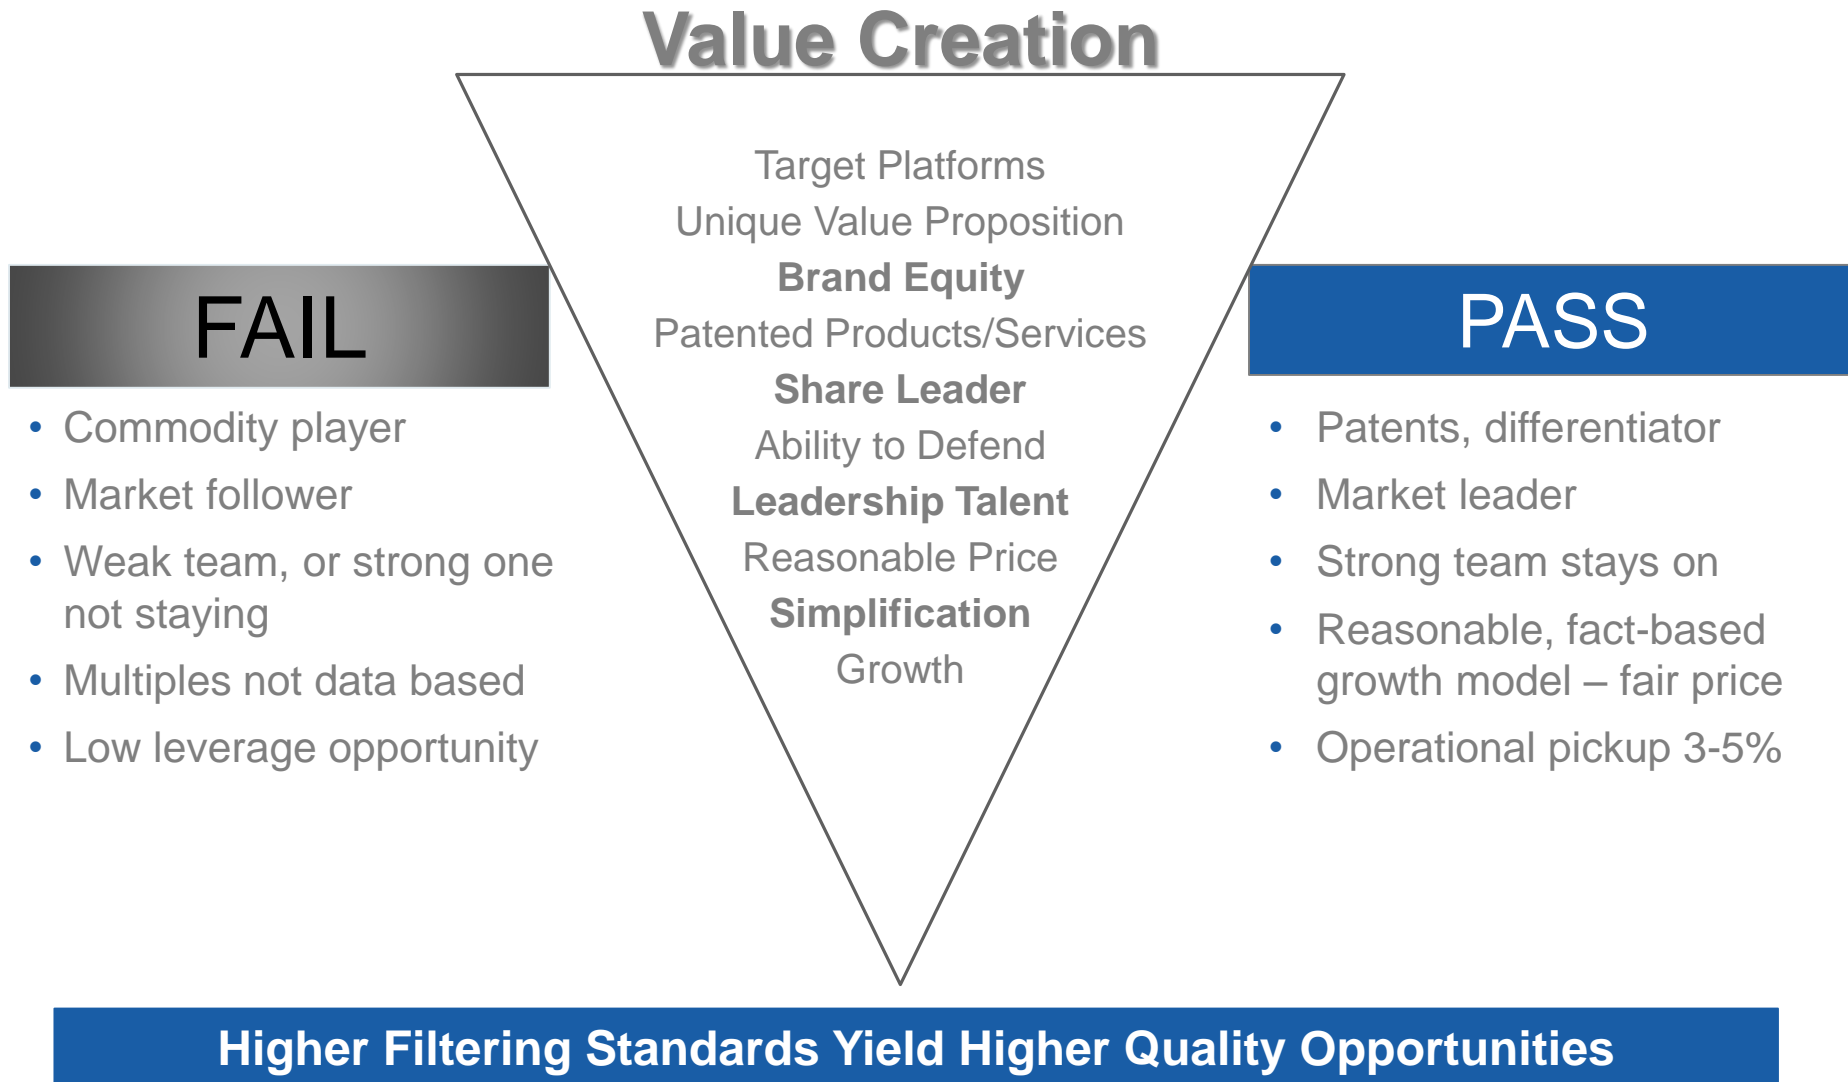 Value Creation
Target Platforms
Unique Value Proposition
Brand Equity
Patented Products/Services
Share Leader
Ability to Defend
Leadership Talent
Reasonable Price
Simplification
Growth
FAIL
• Commodity player
• Market follower
• Weak team, or strong one
not staying
• Multiples not data based
• Low leverage opportunity
PASS
• Patents, differentiator
• Market leader
• Strong team stays on
• Reasonable, fact-based
growth model – fair price
• Operational pickup 3-5%
Higher Filtering Standards Yield Higher Quality Opportunities